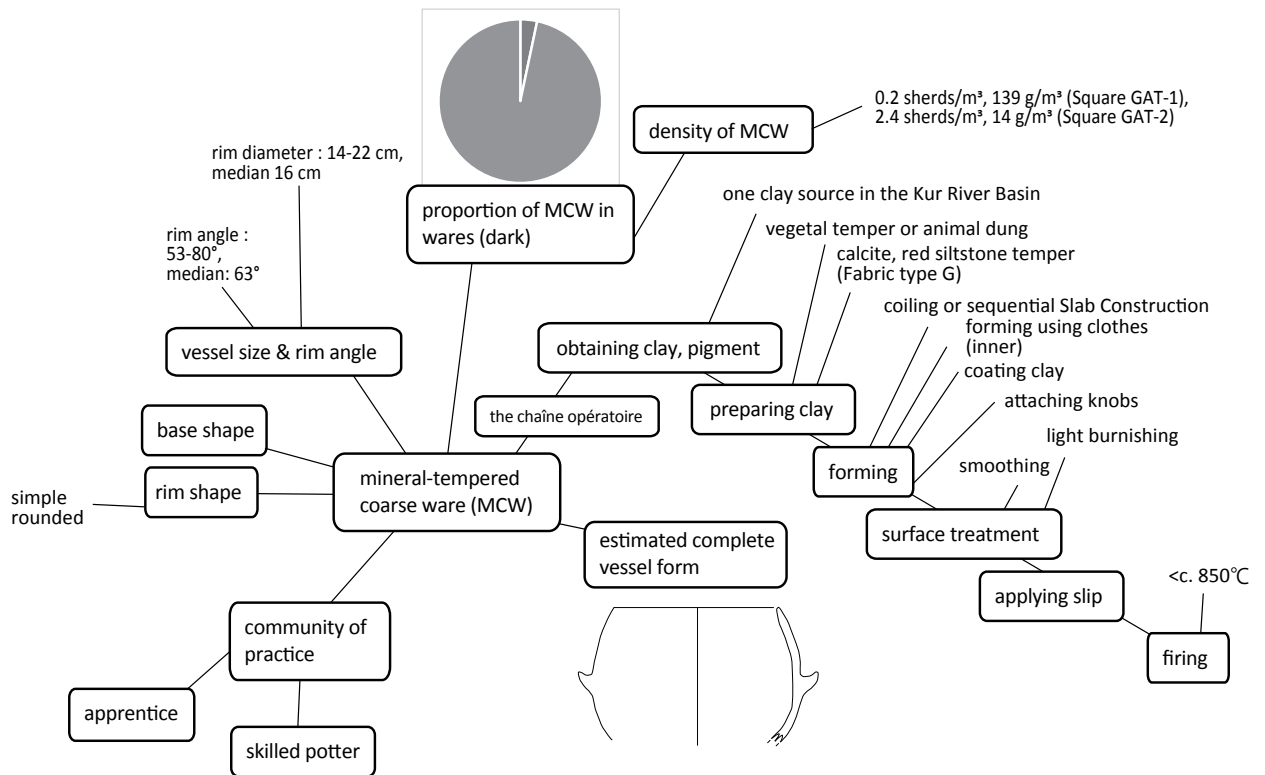 0.2 sherds/m³, 139 g/m³ (Square GAT-1),
2.4 sherds/m³, 14 g/m³ (Square GAT-2)
density of MCW
rim diameter : 14-22 cm,
median 16 cm
proportion of MCW in
wares (dark)
one clay source in the Kur River Basin
vegetal temper or animal dung
calcite, red siltstone temper
(Fabric type G)
rim angle :
53-80°,
median: 63°
coiling or sequential Slab Construction
forming using clothes
(inner)
coating clay
attaching knobs
light burnishing
smoothing
vessel size & rim angle
obtaining clay, pigment
preparing clay
the chaîne opératoire
base shape
rim shape
simple
rounded
mineral-tempered
coarse ware (MCW)
forming
surface treatment
estimated complete
vessel form
applying slip
<c. 850℃
firing
community of
practice
apprentice
skilled potter